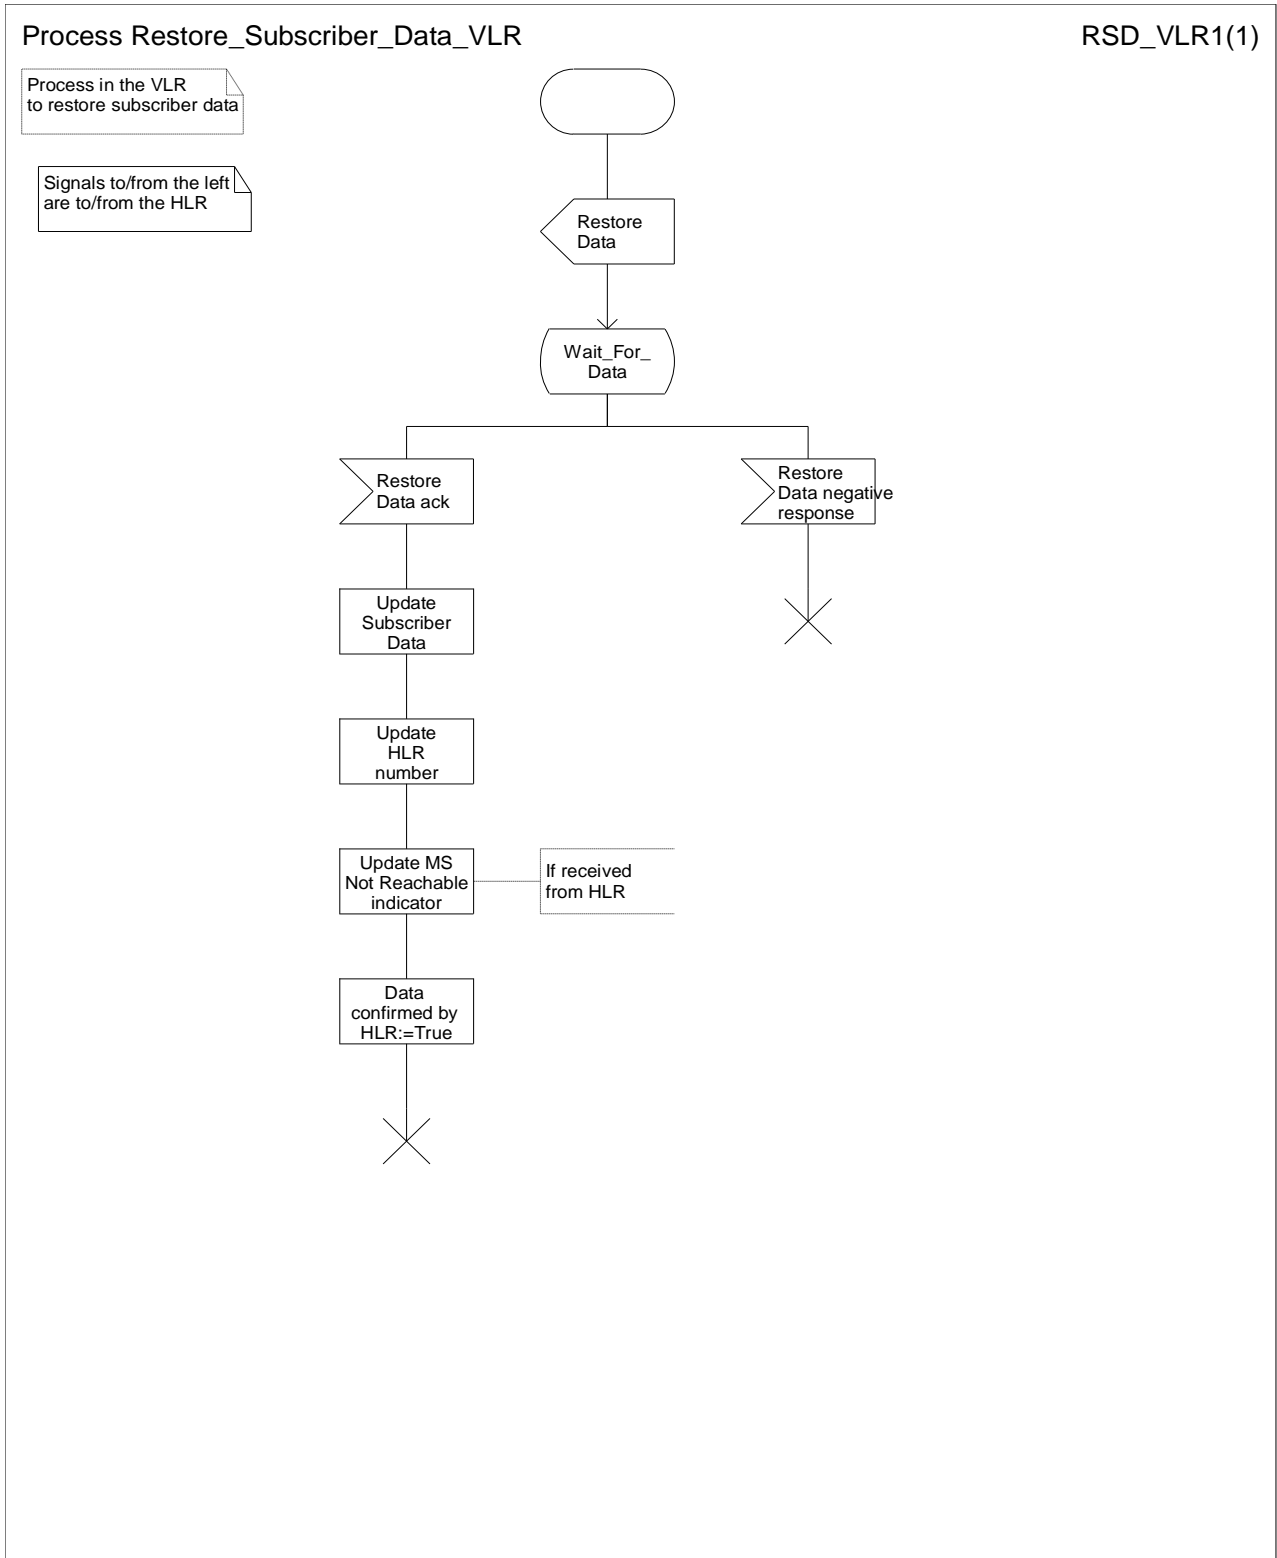 Process Restore_Subscriber_Data_VLR
RSD_VLR1(1)
Process in the VLR
to restore subscriber data
Signals to/from the left
are to/from the HLR
Restore
Data
Wait_For_
Data
Restore
Data ack
Restore
Data negative
response
Update
Subscriber
Data
Update
HLR
number
Update MS
Not Reachable
indicator
If received
from HLR
Data
confirmed by
HLR:=True